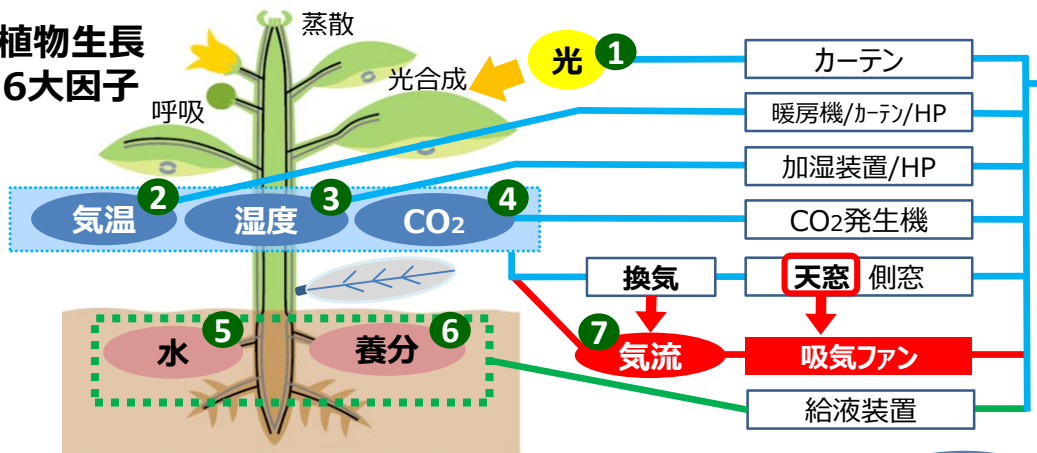 植物生長
6大因子
蒸散
光合成
呼吸
光 1
カーテン
暖房機/ｶｰﾃﾝ/HP
加湿装置/HP
気温 2
湿度 3
CO2 4
CO2発生機
換気
天窓 側窓
水 5
養分 6
7 気流
吸気ファン
給液装置